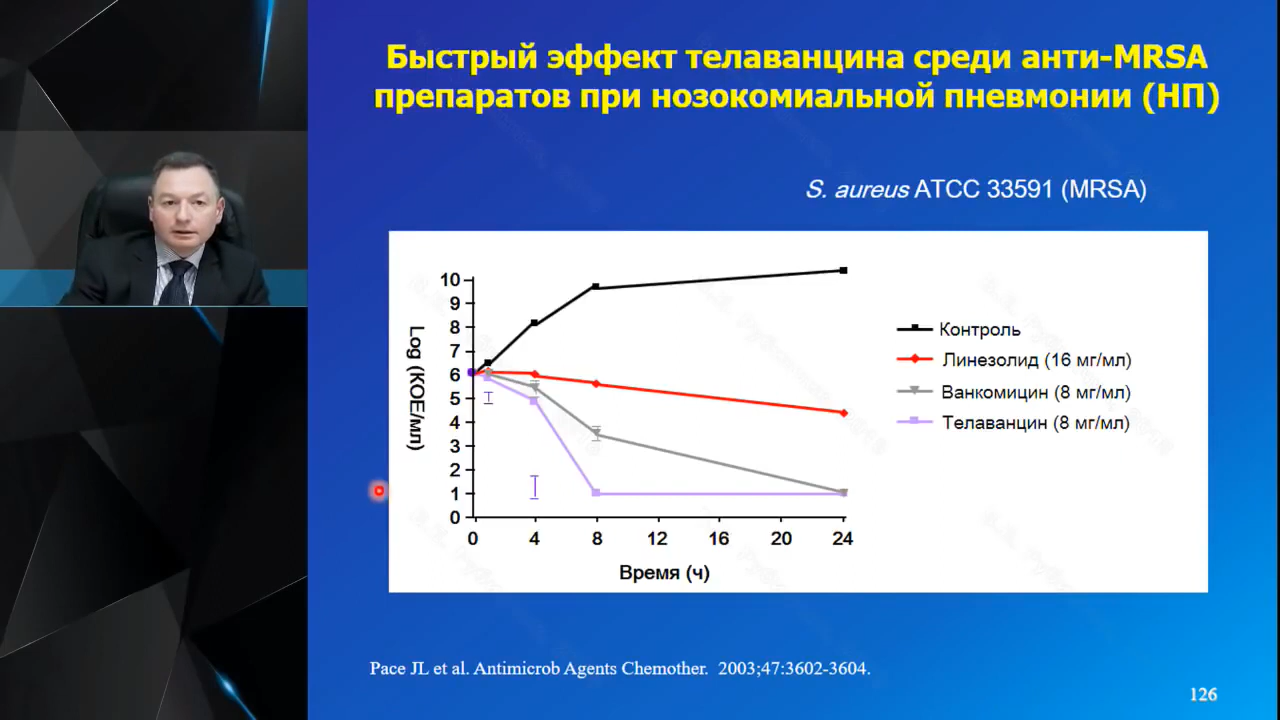 Быстрый эффект телаванцина среди анти-MRSA
препаратов при нозокомиальной пневмонии (НП)
S. aureus ATCC 33591 (MRSA)
Log (КОЕ/мл)
10
9
8
7
6
5
4
3
2
1
0
0 4 8 12 16 20 24
Время (ч)
Контроль
Линезолид (16 мг/мл)
Ванкомицин (8 мг/мл)
Телаванцин (8 мг/мл)
Pace JL et al. Antimicrob Agents Chemother. 2003;47:3602-3604.
126